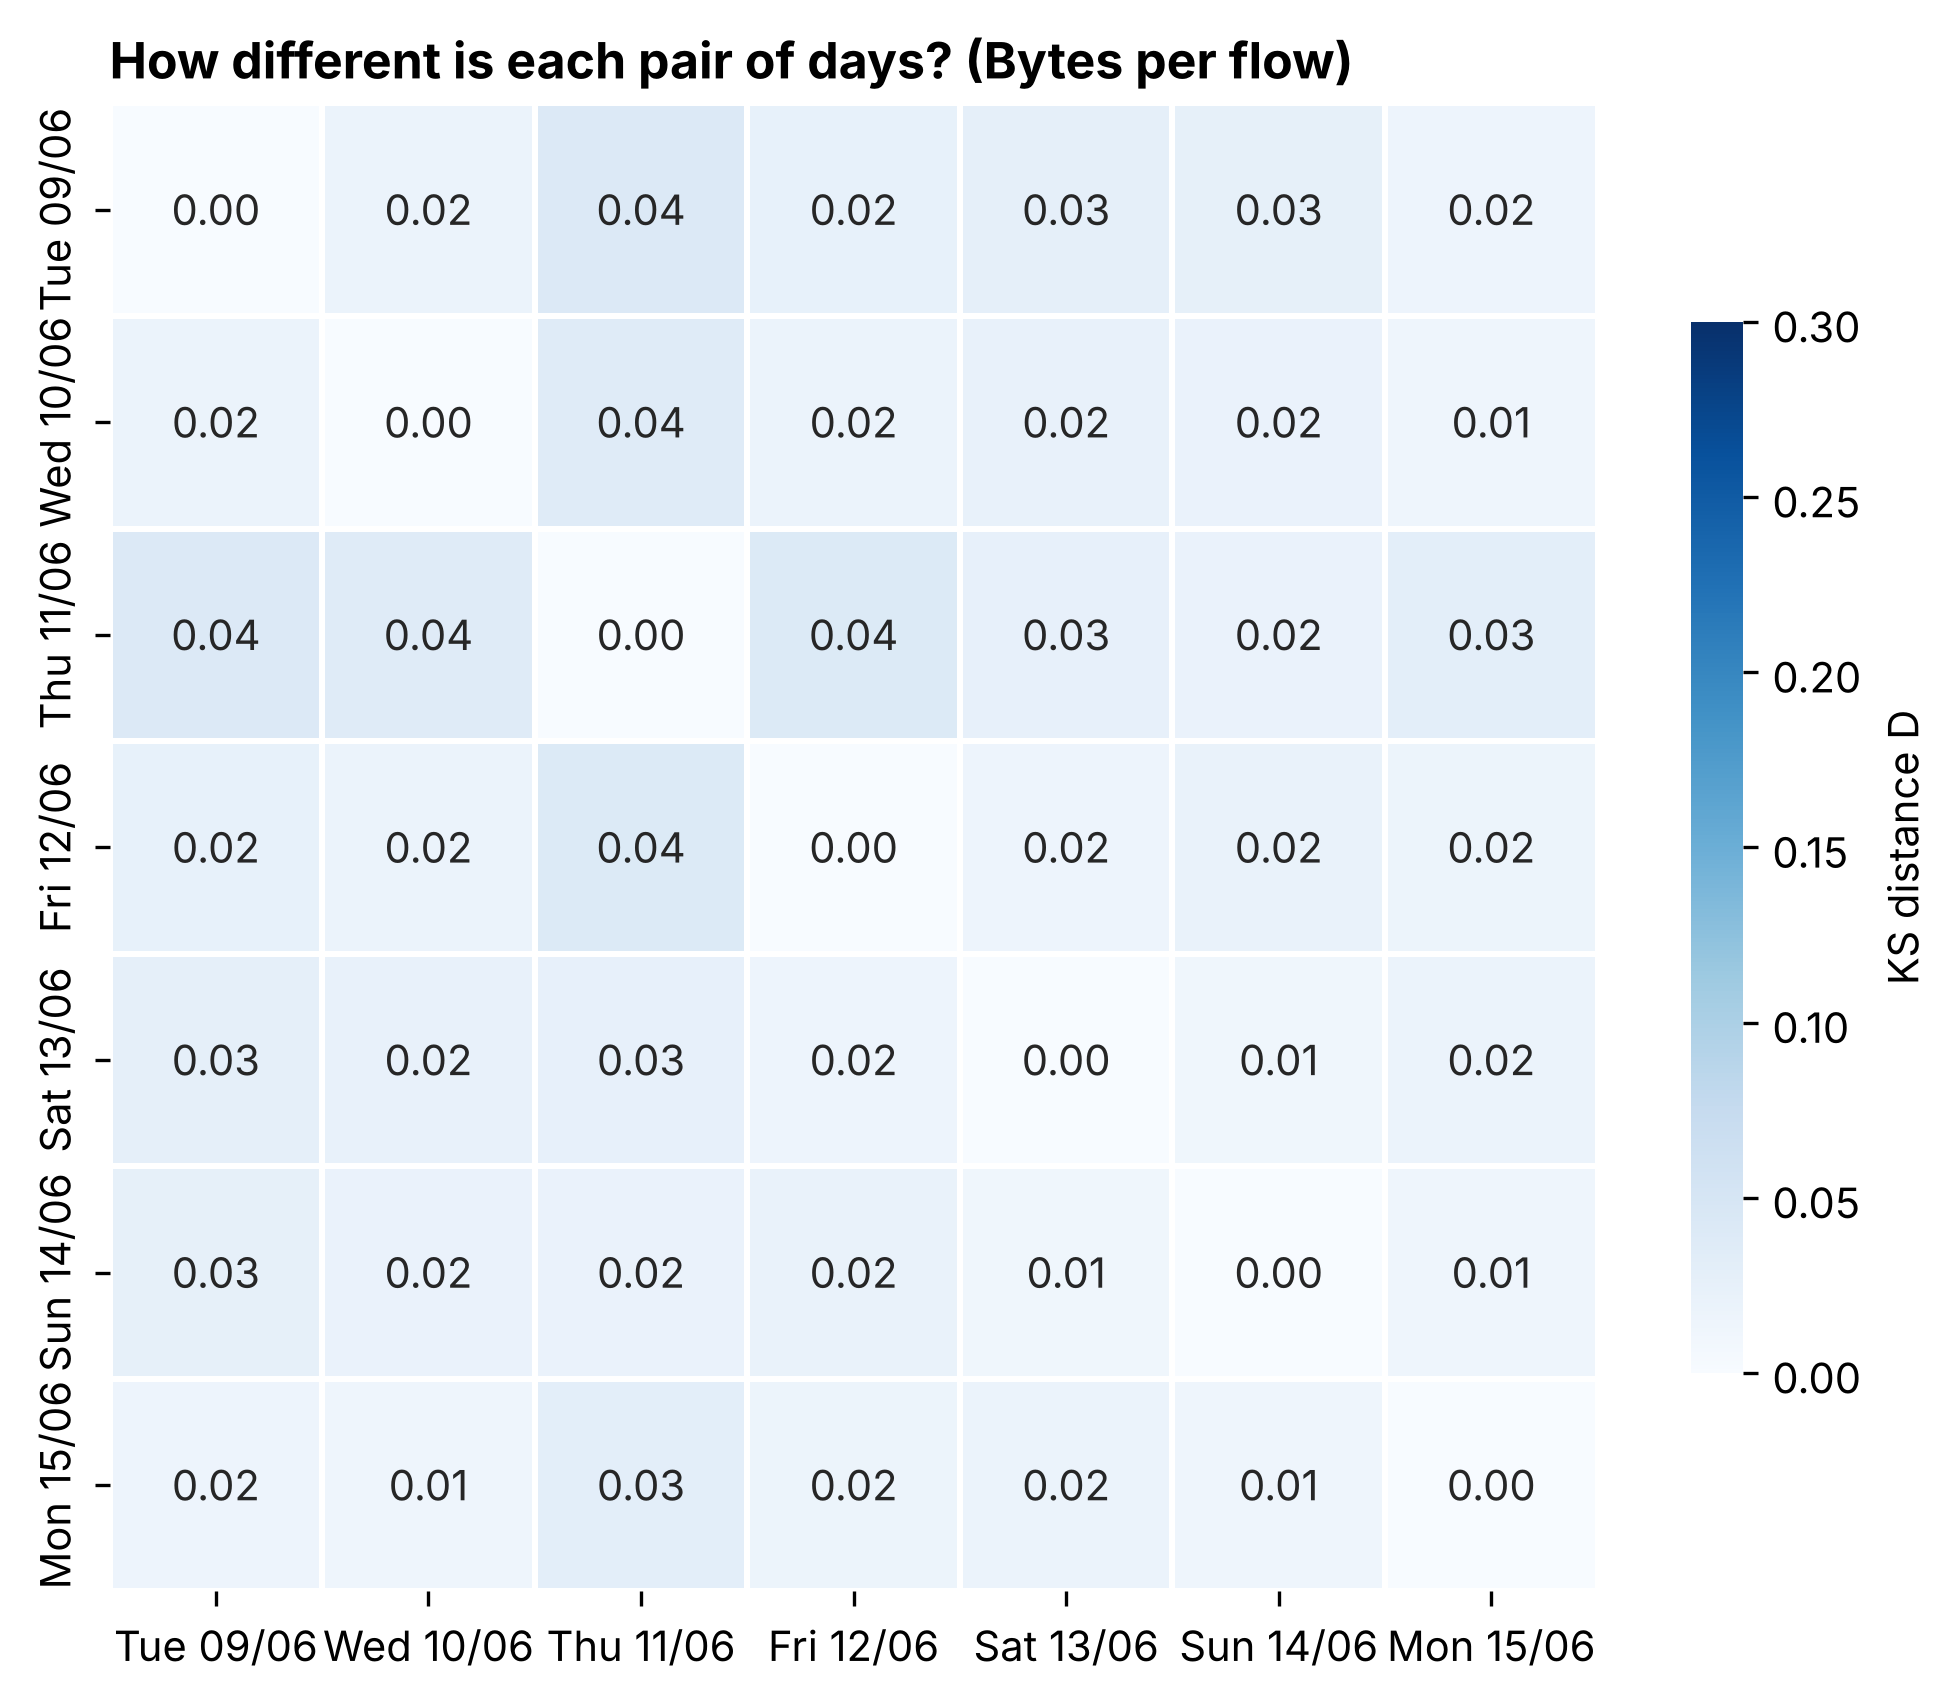 How different is each pair of days? (Bytes per flow)
Tue 09/06 0.00 0.02 0.04 0.02 0.03 0.03 0.02
Wed 10/06 0.02 0.00 0.04 0.02 0.02 0.02 0.01
Thu 11/06 0.04 0.04 0.00 0.04 0.03 0.02 0.03
Fri 12/06 0.02 0.02 0.04 0.00 0.02 0.02 0.02
Sat 13/06 0.03 0.02 0.03 0.02 0.00 0.01 0.02
Sun 14/06 0.03 0.02 0.02 0.02 0.01 0.00 0.01
Mon 15/06 0.02 0.01 0.03 0.02 0.02 0.01 0.00
Tue 09/06 Wed 10/06 Thu 11/06 Fri 12/06 Sat 13/06 Sun 14/06 Mon 15/06
0.30
0.25
0.20
0.15
0.10
0.05
0.00
KS distance D